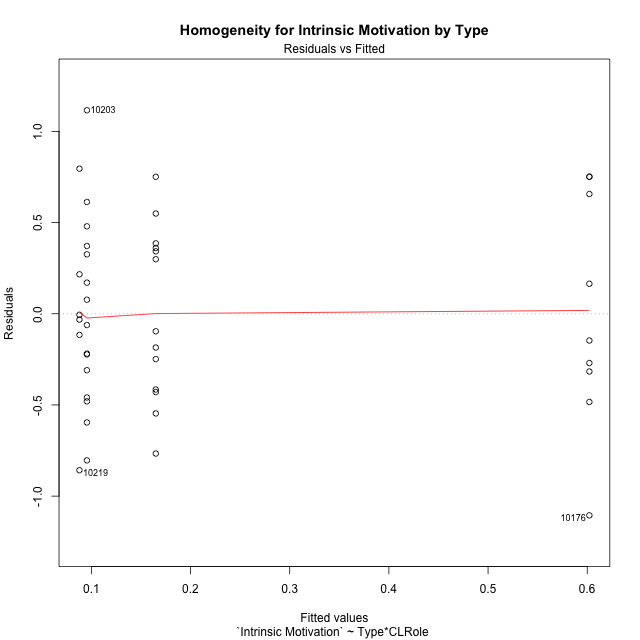 Homogeneity for Intrinsic Motivation by Type
Residuals vs Fitted
10203
10219
10176
1.0
0.5
0.0
-0.5
-1.0
Residuals
0.1 0.2 0.3 0.4 0.5 0.6
Fitted values
`Intrinsic Motivation` ~ Type*CLRole